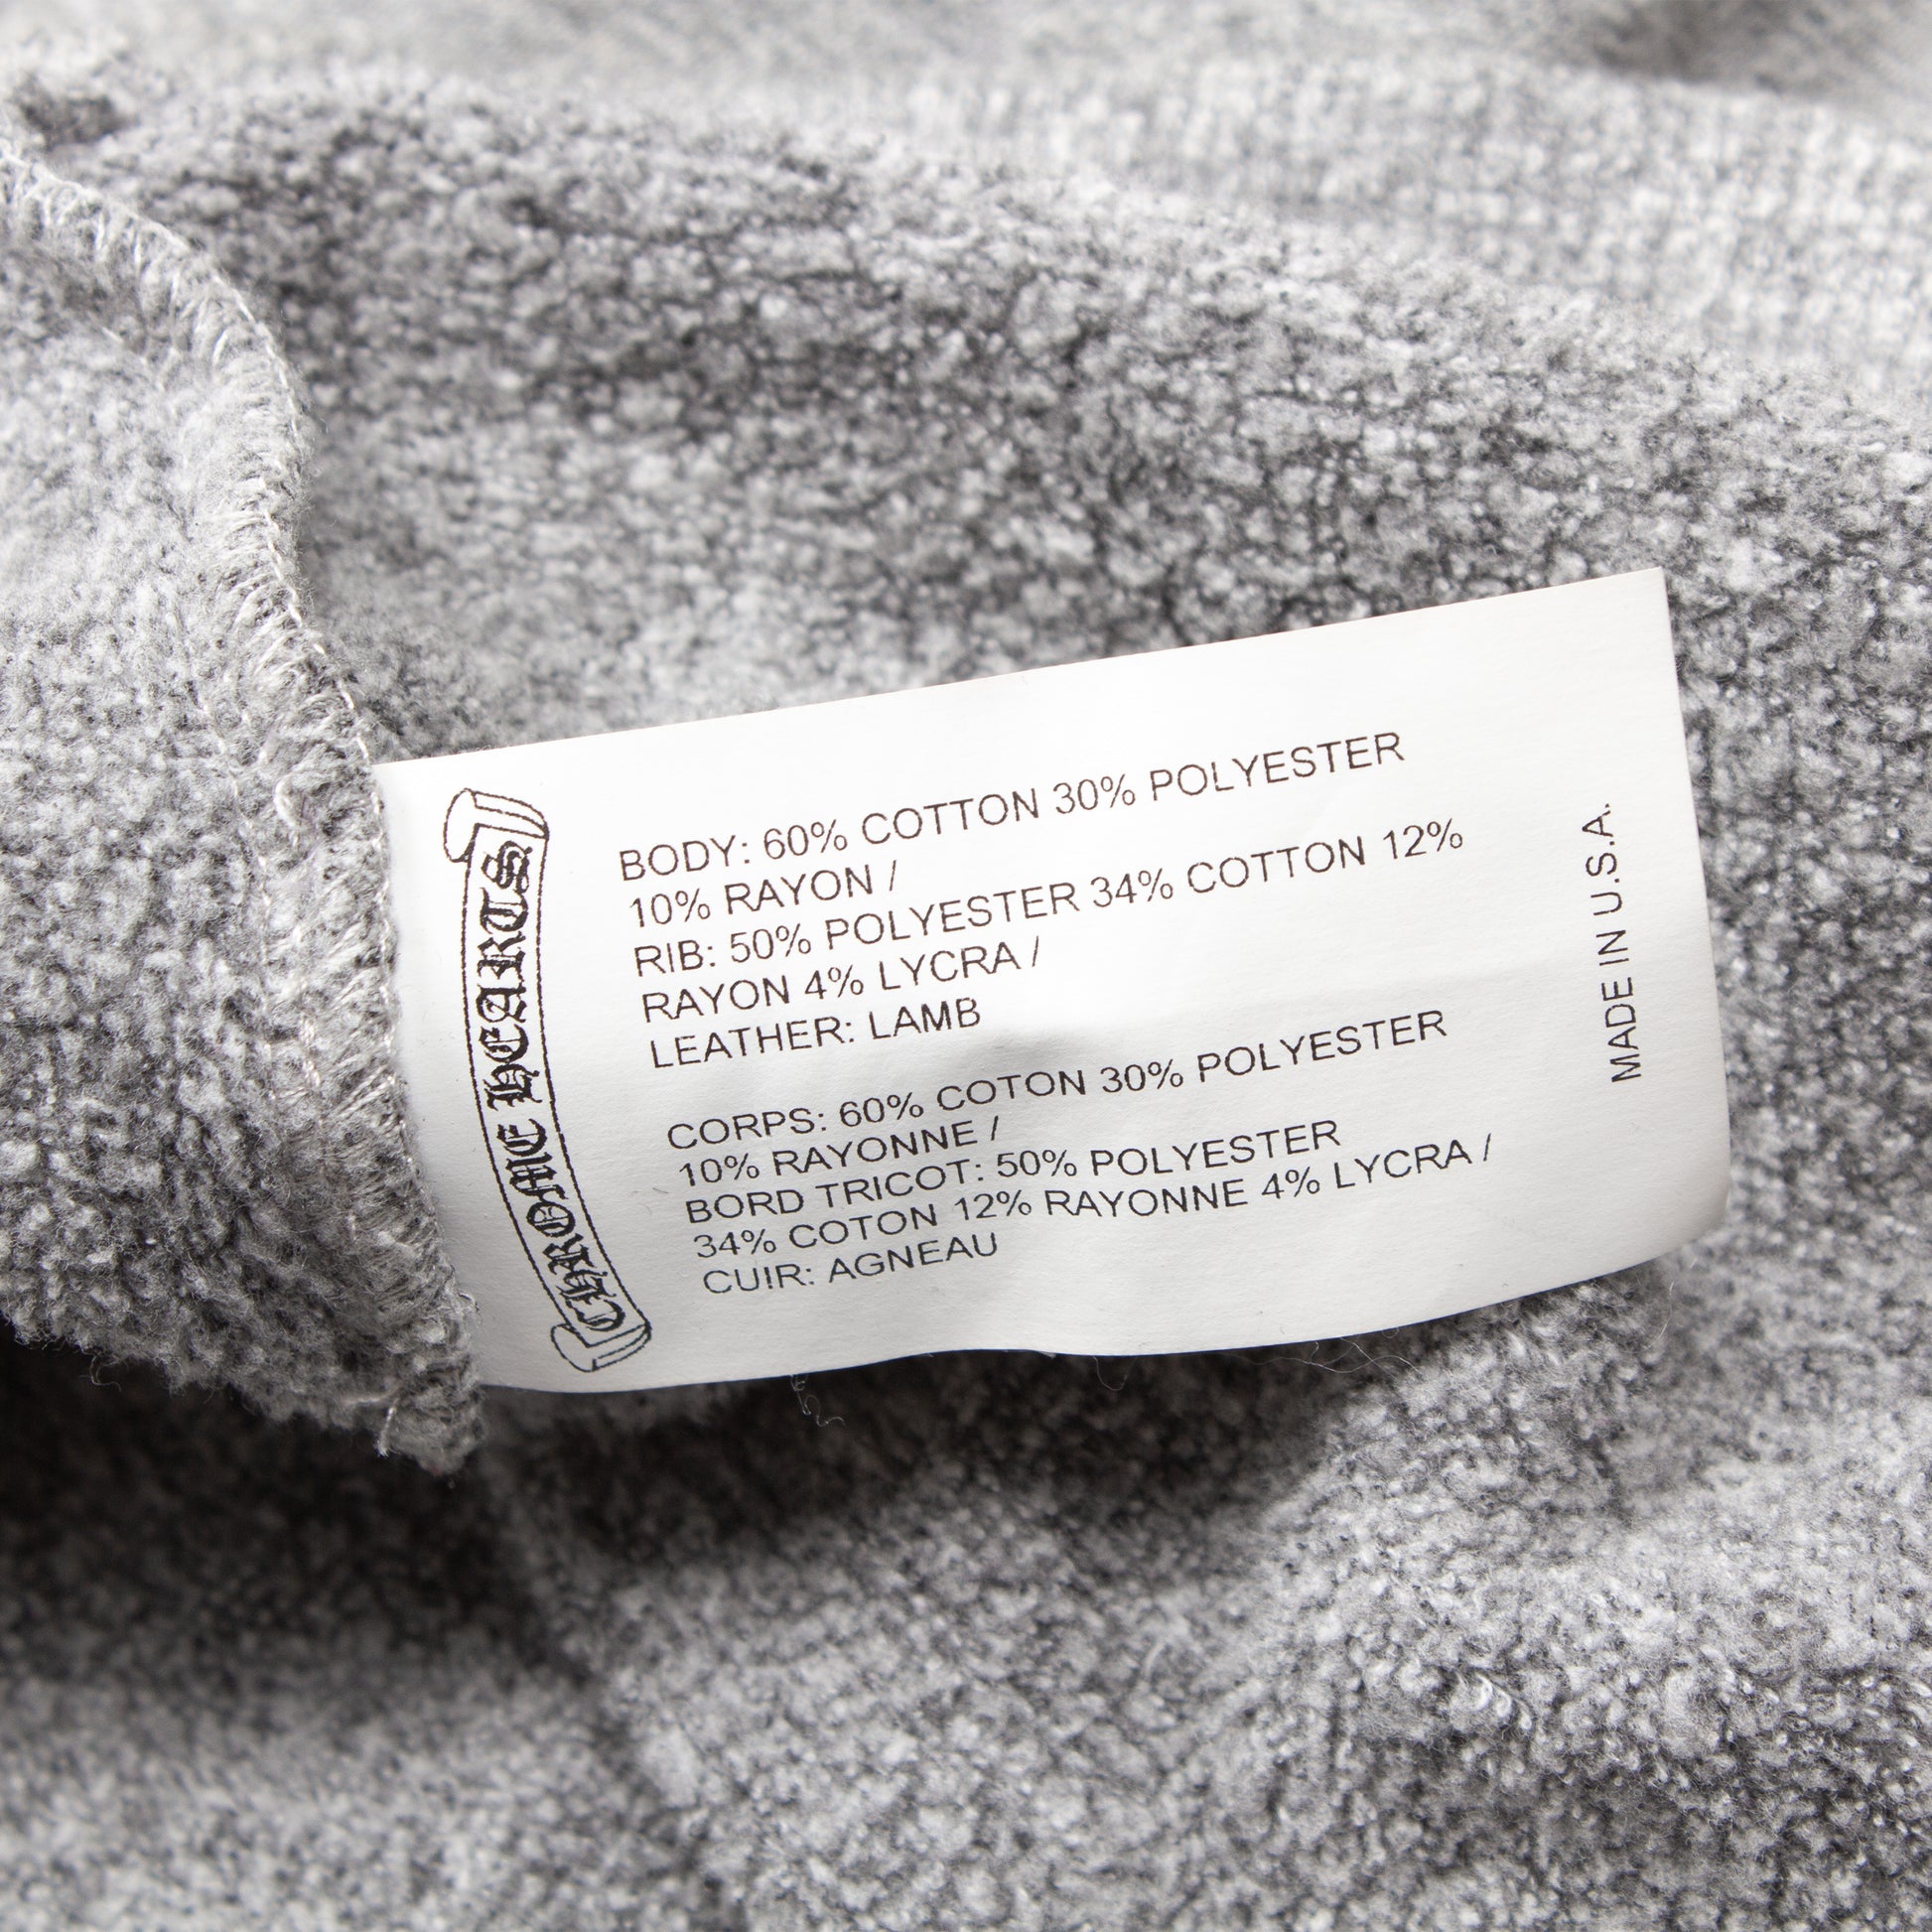 CHROME HEARTS
BODY: 60% COTTON 30% POLYESTER
10% RAYON /
RIB: 50% POLYESTER 34% COTTON 12%
RAYON 4% LYCRA /
LEATHER: LAMB
CORPS: 60% COTON 30% POLYESTER
10% RAYONNE /
BORD TRICOT: 50% POLYESTER
34% COTON 12% RAYONNE 4% LYCRA /
CUIR: AGNEAU
MADE IN U.S.A.